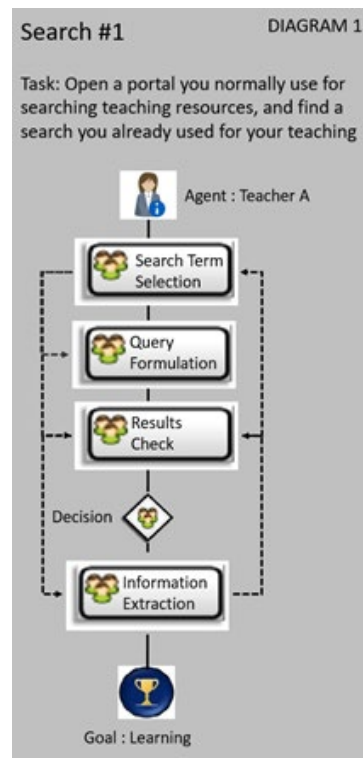 Search #1
DIAGRAM 1
Task: Open a portal you normally use for
searching teaching resources, and find a
search you already used for your teaching
Agent : Teacher A
Search Term
Selection
Query
Formulation
Results
Check
Decision
Information
Extraction
Goal : Learning